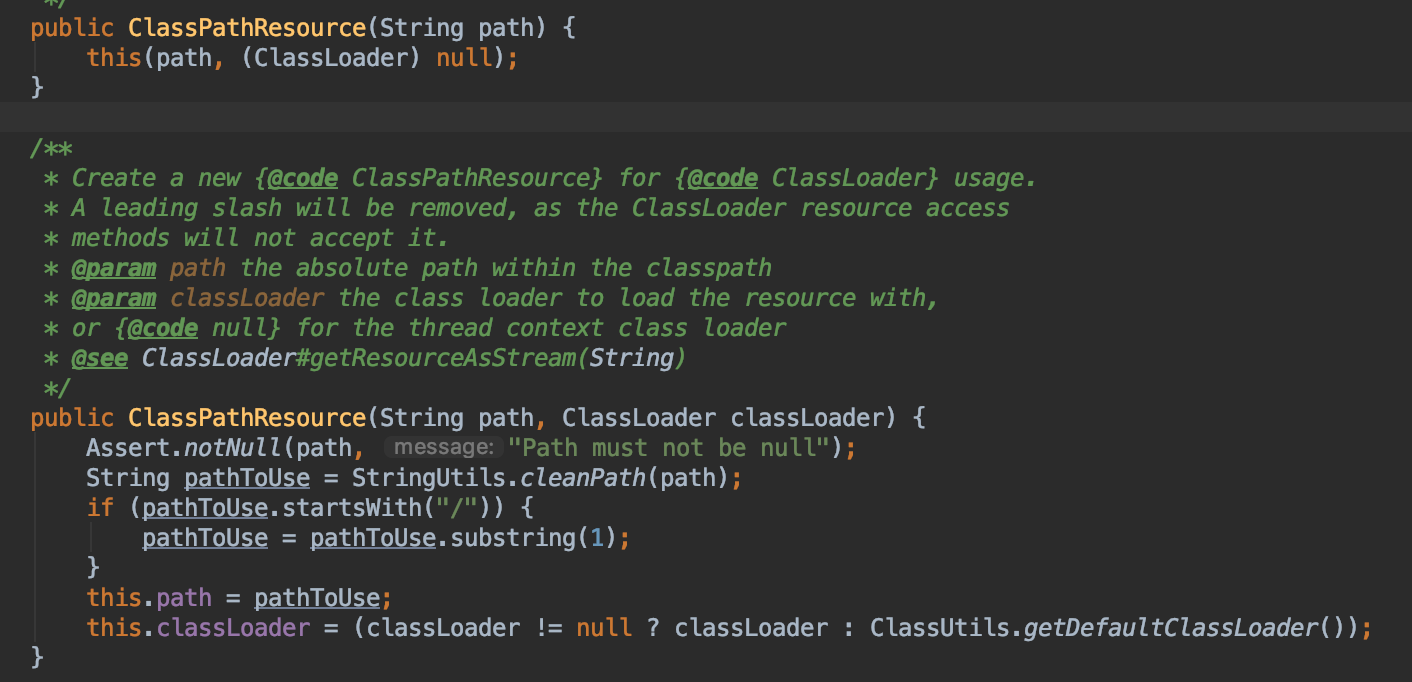 */
public ClassPathResource(String path) {
    this(path, (ClassLoader) null);
}
/**
 * Create a new {@code ClassPathResource} for {@code ClassLoader} usage.
 * A leading slash will be removed, as the ClassLoader resource access
 * methods will not accept it.
 * @param path the absolute path within the classpath
 * @param classLoader the class loader to load the resource with,
 * or {@code null} for the thread context class loader
 * @see ClassLoader#getResourceAsStream(String)
 */
public ClassPathResource(String path, ClassLoader classLoader) {
    Assert.notNull(path, message: "Path must not be null");
    String pathToUse = StringUtils.cleanPath(path);
    if (pathToUse.startsWith("/")) {
        pathToUse = pathToUse.substring(1);
    }
    this.path = pathToUse;
    this.classLoader = (classLoader != null ? classLoader : ClassUtils.getDefaultClassLoader());
}